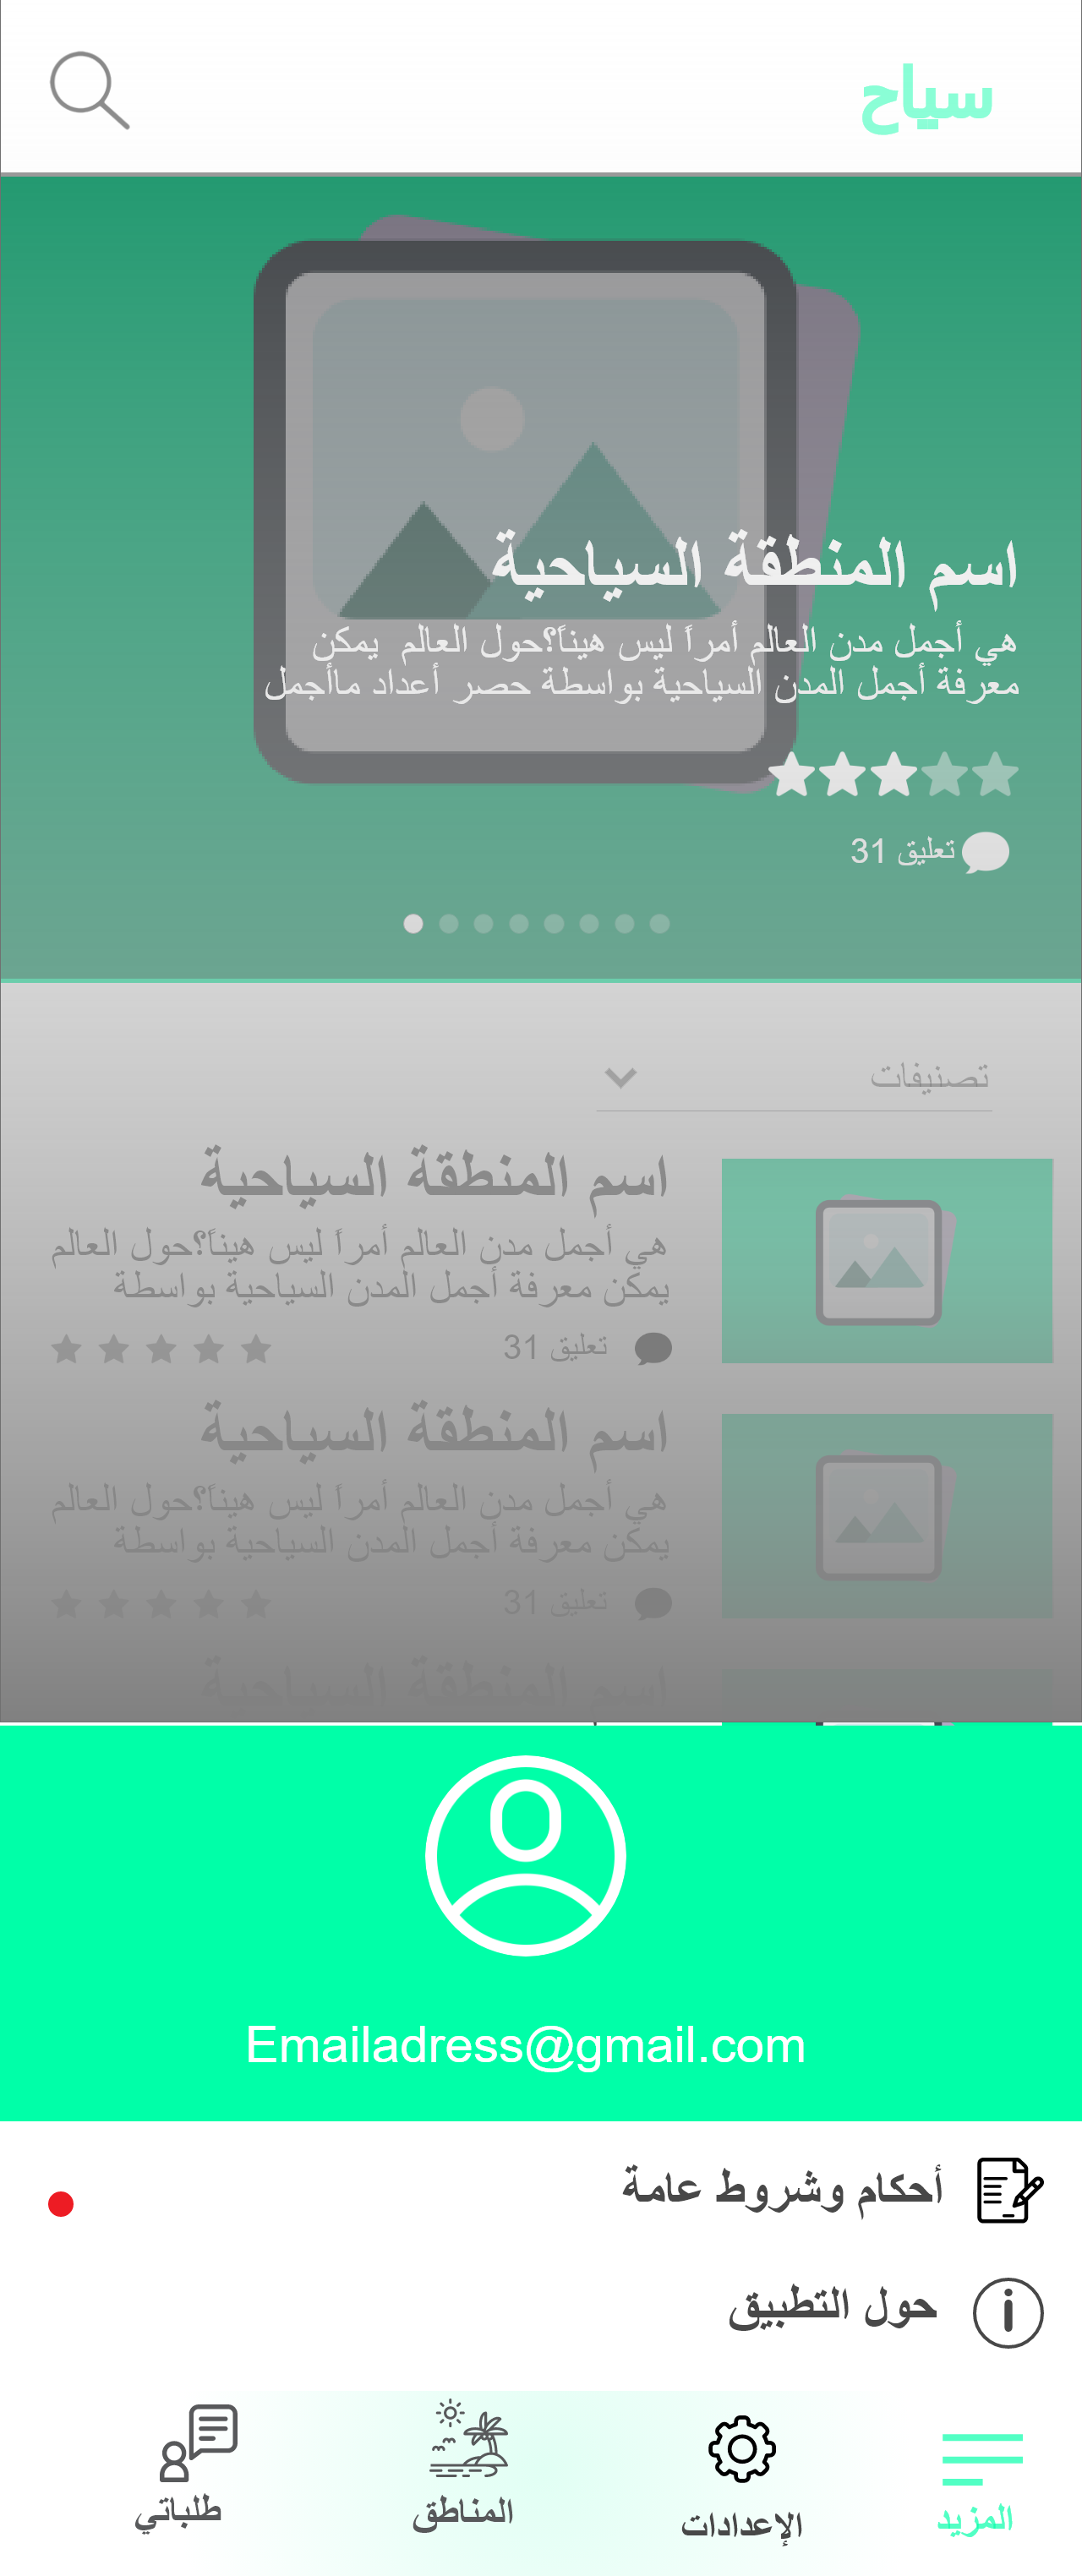 سياح
اسم المنطقة السياحية
هي أجمل مدن العالم أمراً ليس هيناً؟حول العالم يمكن
معرفة أجمل المدن السياحية بواسطة حصر أعداد ماأجمل
تعليق 31
تصنيفات
اسم المنطقة السياحية
هي أجمل مدن العالم أمراً ليس هيناً؟حول العالم
يمكن معرفة أجمل المدن السياحية بواسطة
تعليق 31
اسم المنطقة السياحية
هي أجمل مدن العالم أمراً ليس هيناً؟حول العالم
يمكن معرفة أجمل المدن السياحية بواسطة
تعليق 31
اسم المنطقة السياحية
Emailadress@gmail.com
أحكام وشروط عامة
حول التطبيق
المزيد
الإعدادات
المناطق
طلباتي